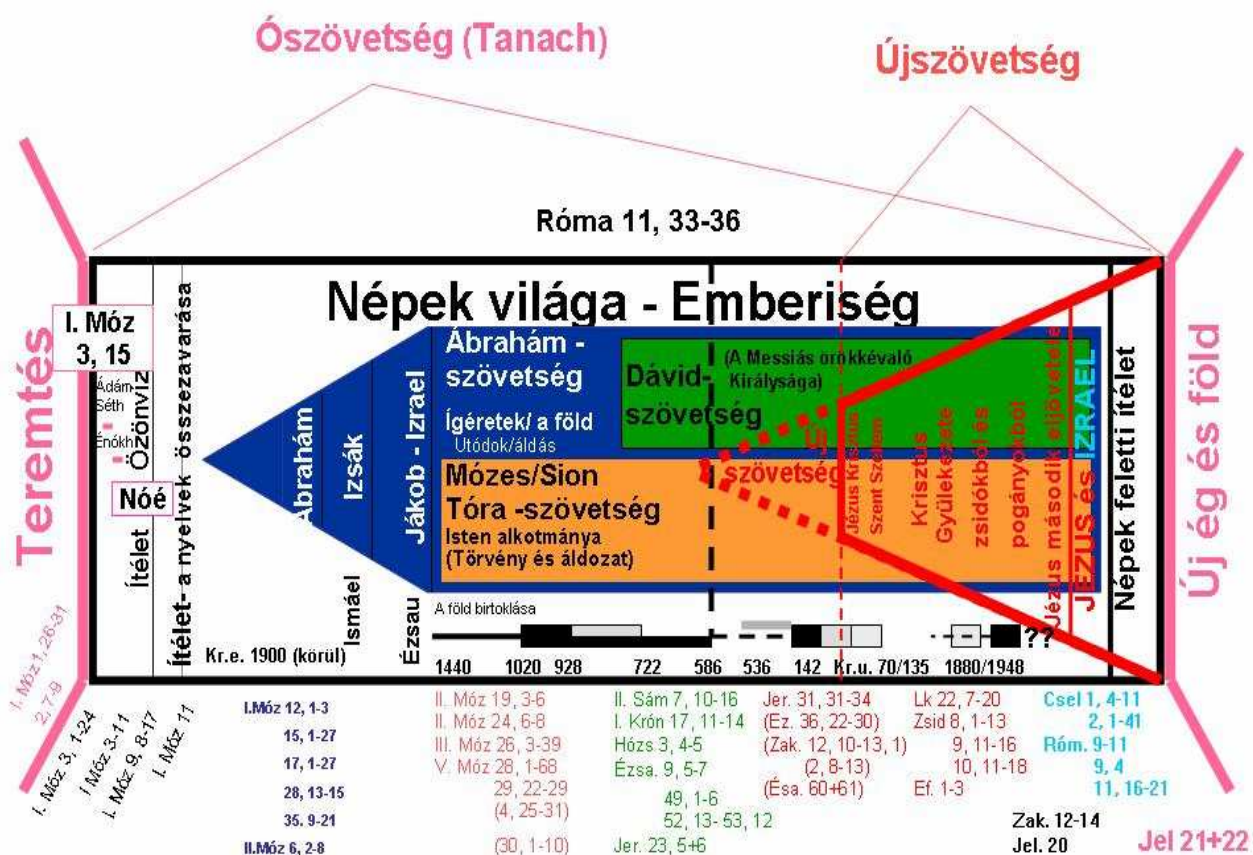 Ószövetség (Tanach)
Újszövetség
Róma 11, 33-36
Népek világa - Emberiség
Teremtés
I. Móz
3, 15
Ádám
Séth
Énókh
Nóé
Özönvíz
Ítélet
Ítélet- a nyelvek összezavarása
Ábrahám
Izsák
Jákob - Izrael
Ismáel
Ézsau
Kr.e. 1900 (körül)
Ábrahám -
szövetség
Ígéretek/ a föld
Utódok/áldás
Dávid-
szövetség
(A Messiás örökkévaló
Királysága)
Mózes/Sion
Tóra -szövetség
Isten alkotmánya
(Törvény és áldozat)
Új
szövetség
Jézus Krisztus
Szent Szellem
Krisztus
Gyülekezete
zsidókból és
pogányokból
Jézus második eljövetele
JÉZUS és IZRAEL
Népek feletti ítélet
Új ég és föld
A föld birtoklása
??
1440 1020 928 722 586 536 142 Kr.u. 70/135 1880/1948
I. Móz 1, 26-31
2, 7-9
I. Móz 3, 1-24
I Móz 3-11
I. Móz 9, 8-17
I. Móz 11
I.Móz 12, 1-3
15, 1-27
17, 1-27
28, 13-15
35. 9-21
II.Móz 6, 2-8
II. Móz 19, 3-6
II. Móz 24, 6-8
III. Móz 26, 3-39
V. Móz 28, 1-68
29, 22-29
(4, 25-31)
(30, 1-10)
II. Sám 7, 10-16
I. Krón 17, 11-14
Hózs 3, 4-5
Ézsa. 9, 5-7
49, 1-6
52, 13- 53, 12
Jer. 23, 5+6
Jer. 31, 31-34
(Ez. 36, 22-30)
(Zak. 12, 10-13, 1)
(2, 8-13)
(Ésa. 60+61)
Lk 22, 7-20
Zsid 8, 1-13
9, 11-16
10, 11-18
Ef. 1-3
Csel 1, 4-11
2, 1-41
Róm. 9-11
9, 4
11, 16-21
Zak. 12-14
Jel. 20
Jel 21+22